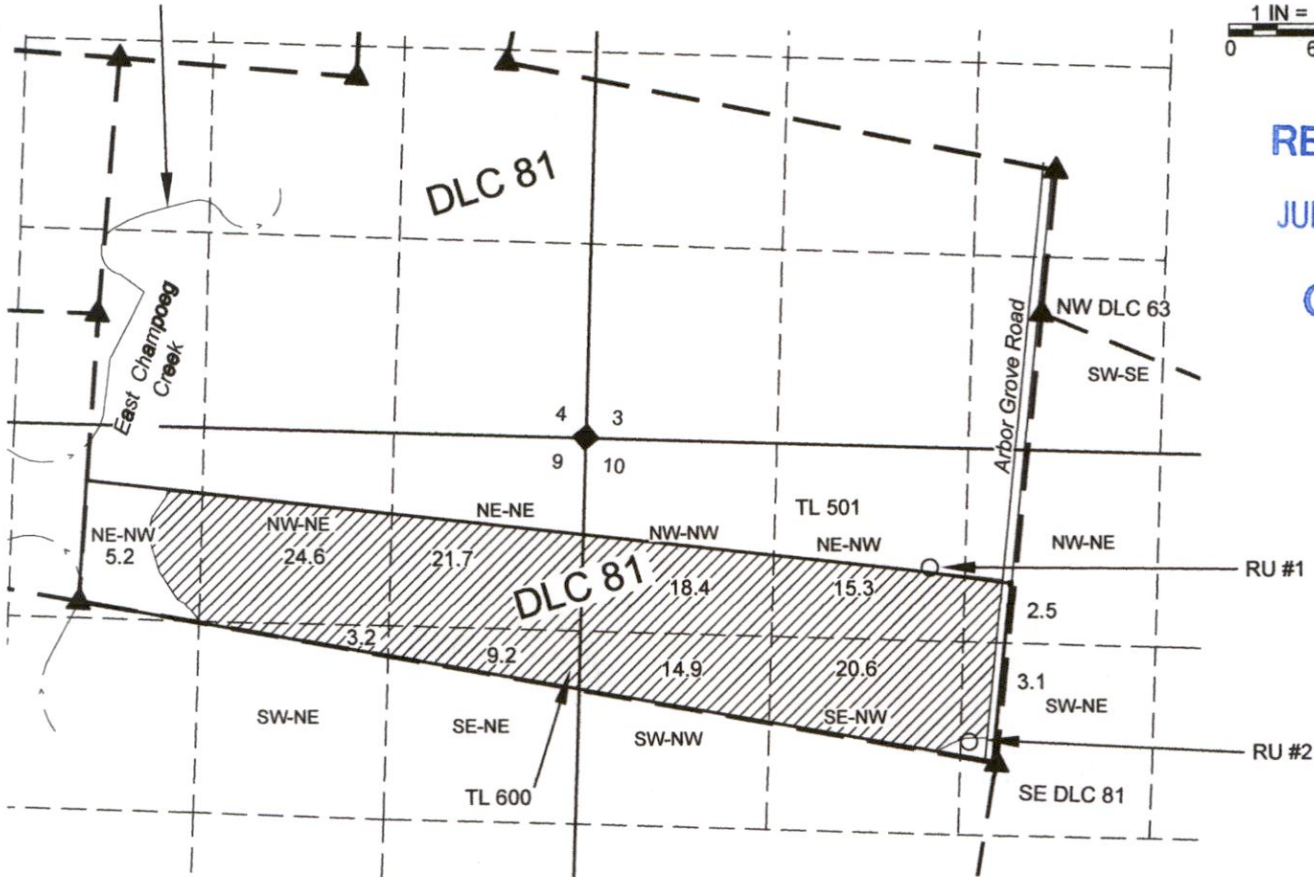 1 IN =
0
DLC 81
East Champoeg
Creek
Arbor Grove Road
NW DLC 63
SW-SE
4 3
9 10
TL 501
NE-NE
NW-NE
24.6
NE-NW
5.2
21.7
NW-NW
18.4
NE-NW
15.3
NW-NE
RU #1
DLC 81
2.5
3.2
9.2
14.9
20.6
3.1
SW-NE
SE-NW
SW-NE
SE-NE
SW-NW
RU #2
TL 600
SE DLC 81